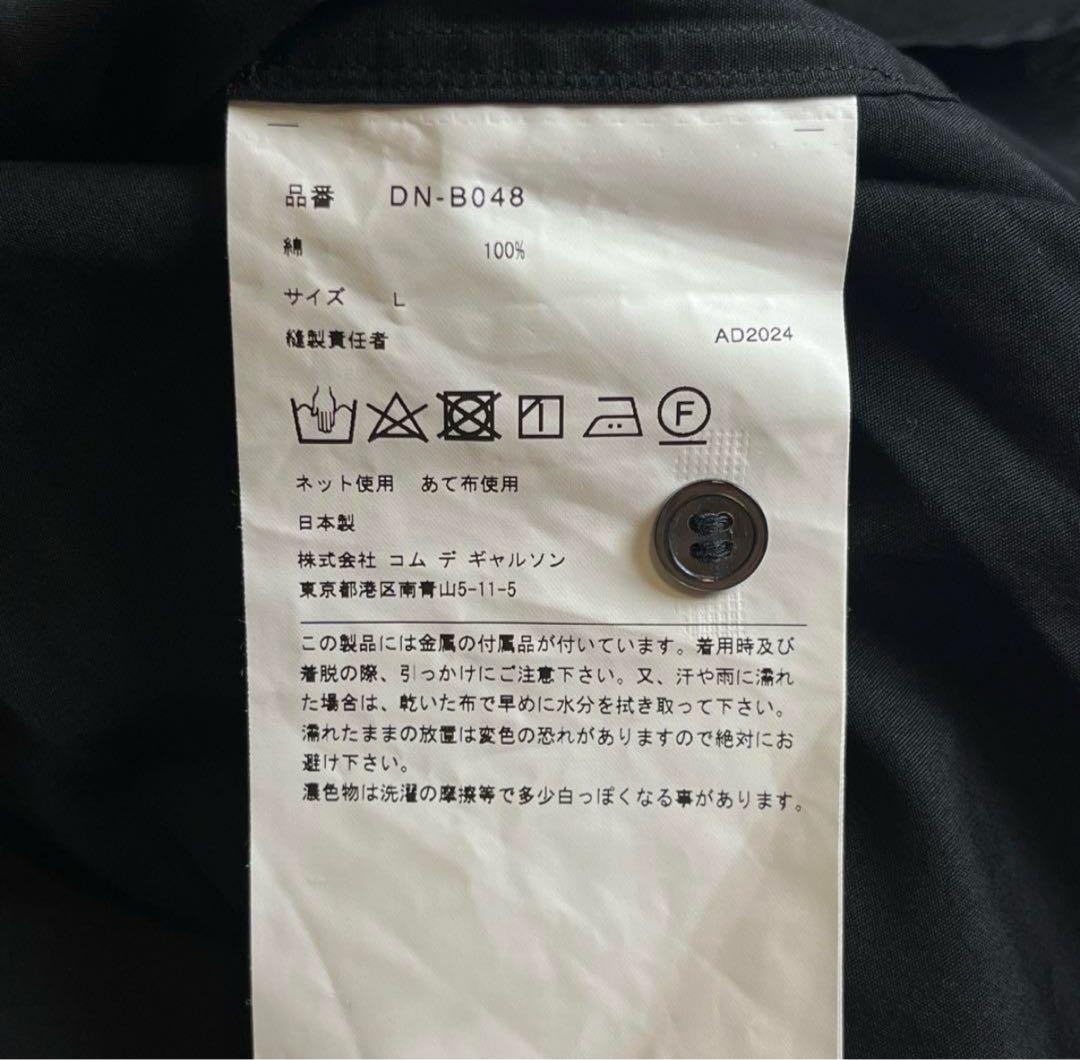 品番 DN-B048
綿 100%
サイズ L
縫製責任者 AD2024
F
ネット使用 あて布使用
日本製
株式会社 コム デ ギャルソン
東京都港区南青山5-11-5
この製品には金属の付属品が付いています。着用時及び
着脱の際、引っかけにご注意下さい。又、汗や雨に濡れ
た場合は、乾いた布で早めに水分を拭き取って下さい。
濡れたままの放置は変色の恐れがありますので絶対にお
避け下さい。
濃色物は洗濯の摩擦等で多少白っぽくなる事があります。